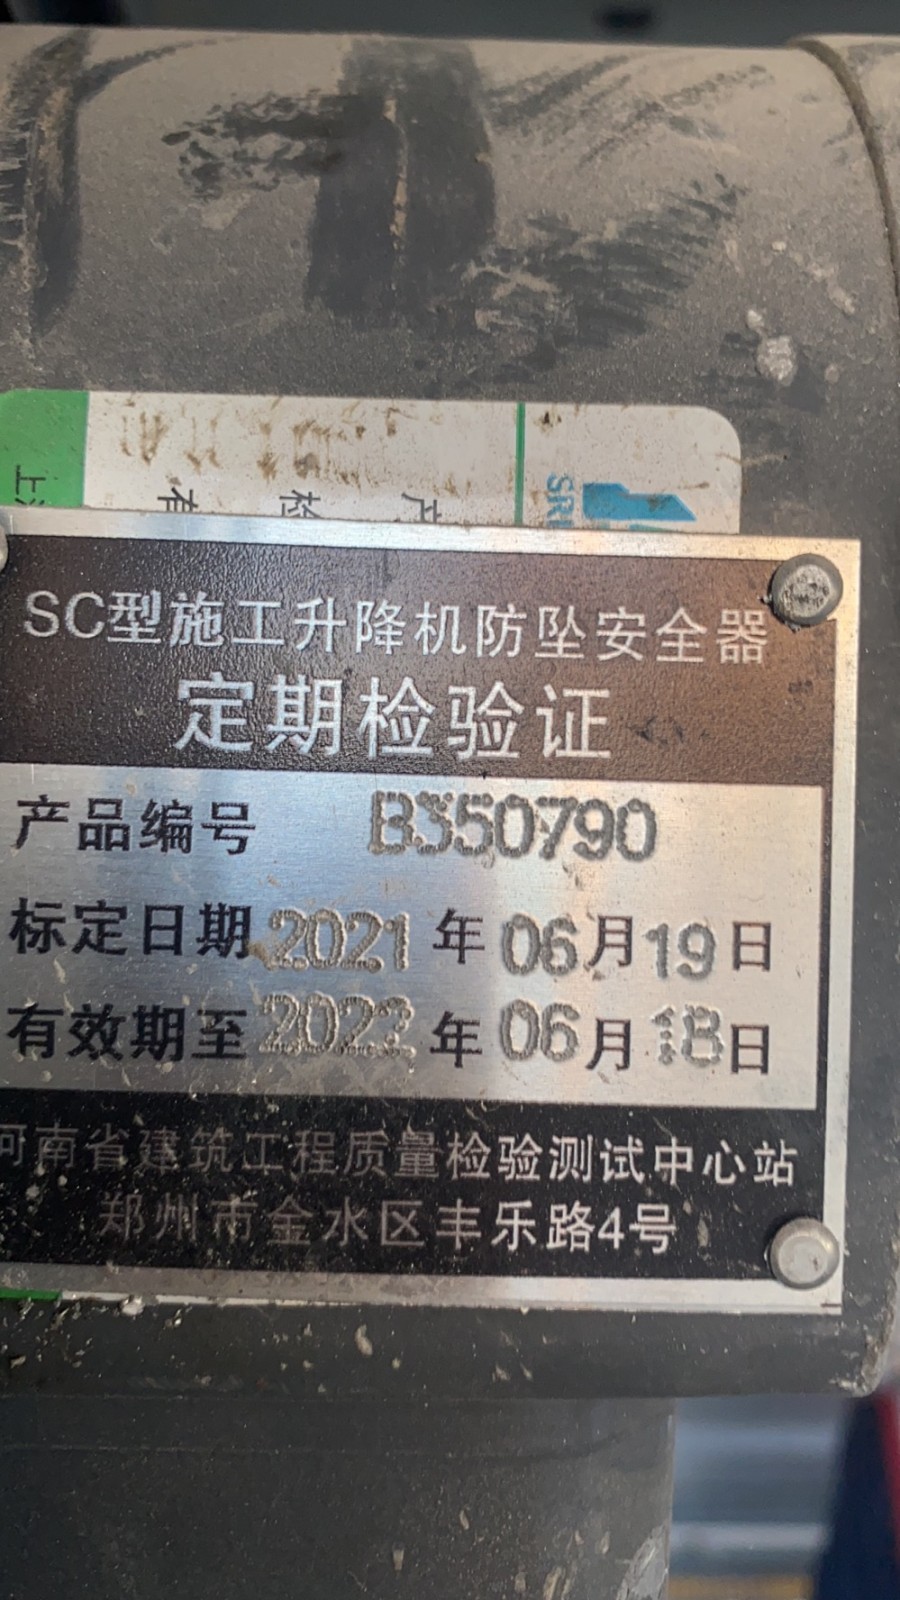 SC型施工升降机防坠安全器
定期检验证
产品编号 B350790
标定日期 2021 年 06 月 19 日
有效期至 2022 年 06 月 18 日
河南省建筑工程质量检验测试中心站
郑州市金水区丰乐路4号